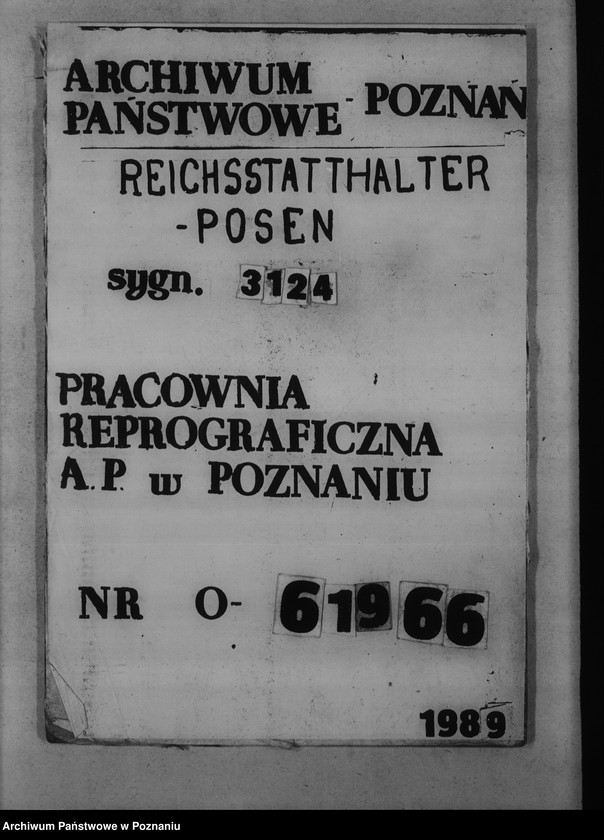 ARCHIWUM
PAŃSTWOWE - POZNAŃ
REICHSSTATTHALTER
-POSEN
sygn. 3124
PRACOWNIA
REPROGRAFICZNA
A.P. w POZNANIU
NR O- 61966
1989
Archiwum Państwowe w Poznaniu